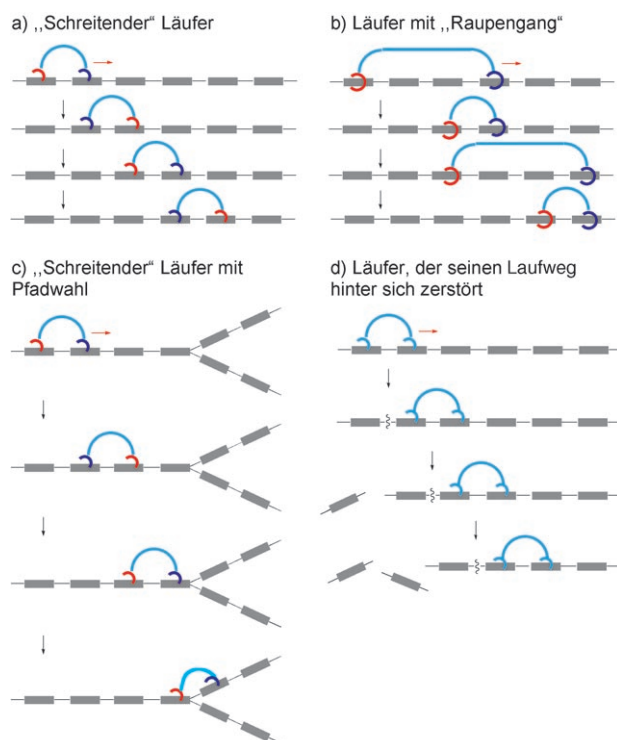 a) ,,Schreitender“ Läufer
b) Läufer mit ,,Raupengang“
c) ,,Schreitender“ Läufer mit
Pfadwahl
d) Läufer, der seinen Laufweg
hinter sich zerstört